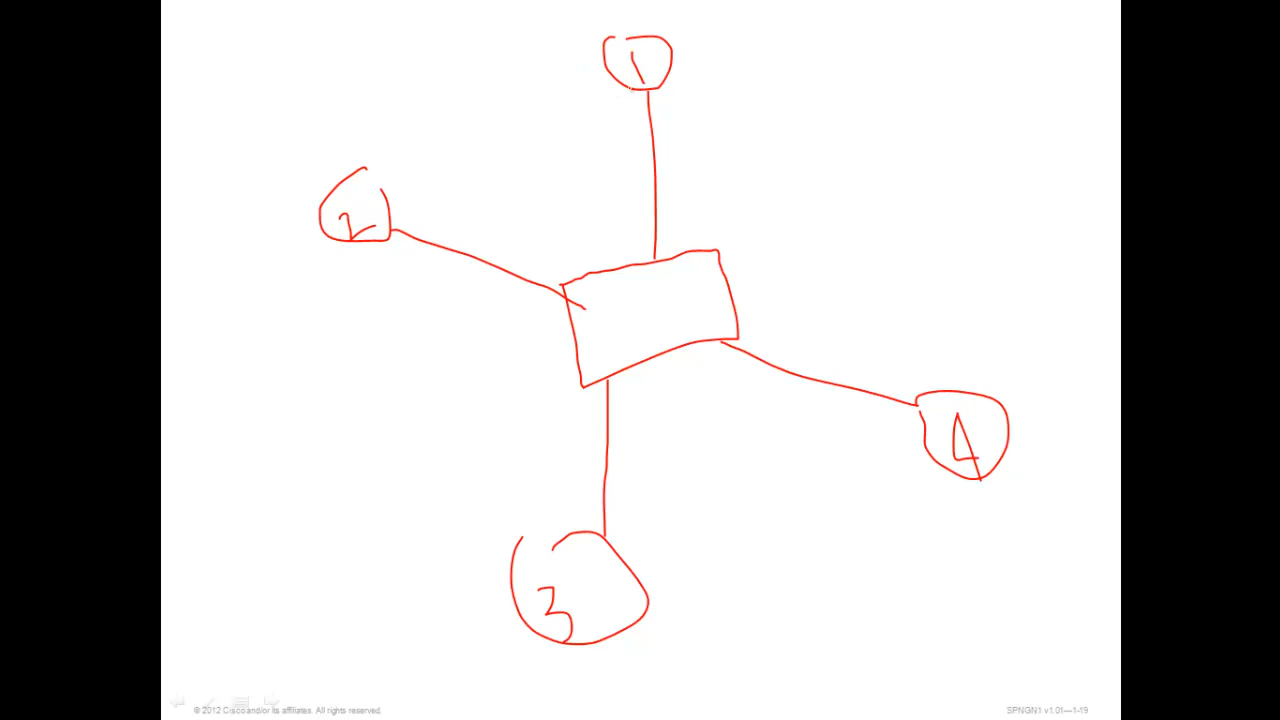 1
2
4
3
© 2012 Cisco and/or its affiliates. All rights reserved.
SPNGN1 v1.01—1-19